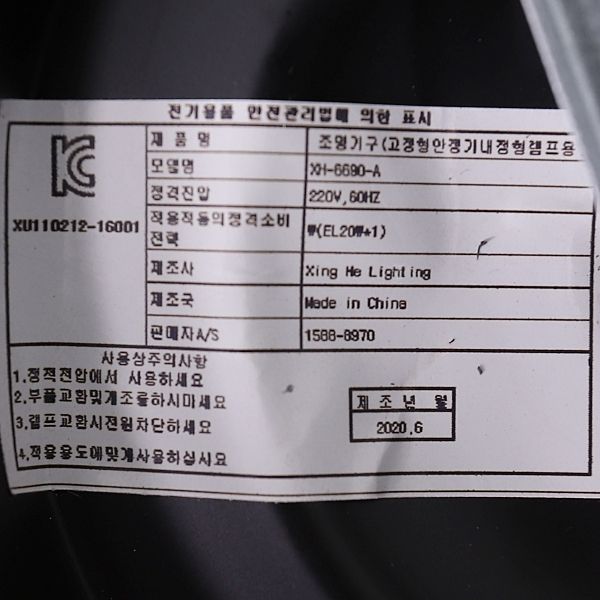 전기용품 안전관리법에 의한 표시
제 품 명 조명기구(고정형안정기내정형램프용
모델명 XH-6690-A
정격진압 220V,60HZ
XU110212-16001
적용적동의정격소비
전력 W(EL20W*1)
제조사 Xing He Lighting
제조국 Made in China
판매자A/S 1588-8970
사용상주의사항
1.정적전압에서 사용하세요
2.부품교환및개조를하시마세요
3.램프교환시전원차단하세요
4.적용용도에맞게사용하십시요
제 조 년 월
2020.6